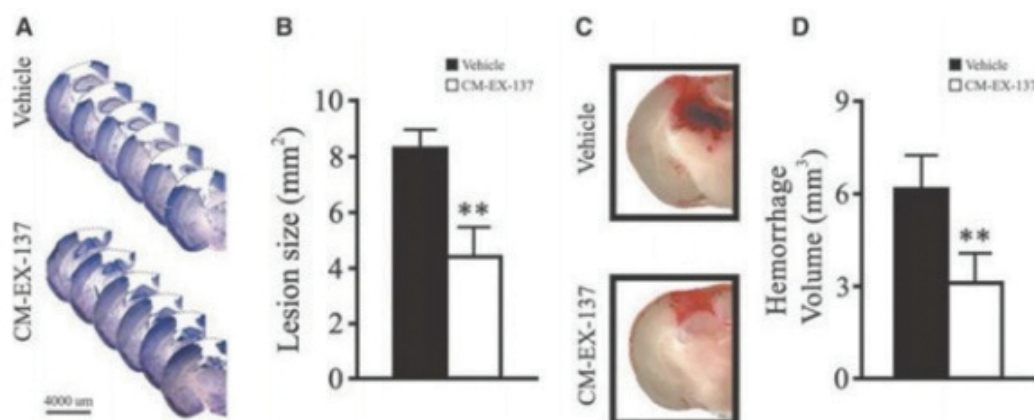 A
Vehicle
CM-EX-137
4000 um
B
Vehicle
CM-EX-137
Lesion size (mm²)
10
8
6
4
2
0
**
C
Vehicle
CM-EX-137
D
Vehicle
CM-EX-137
Hemorrhage
Volume (mm³)
9
6
3
0
**